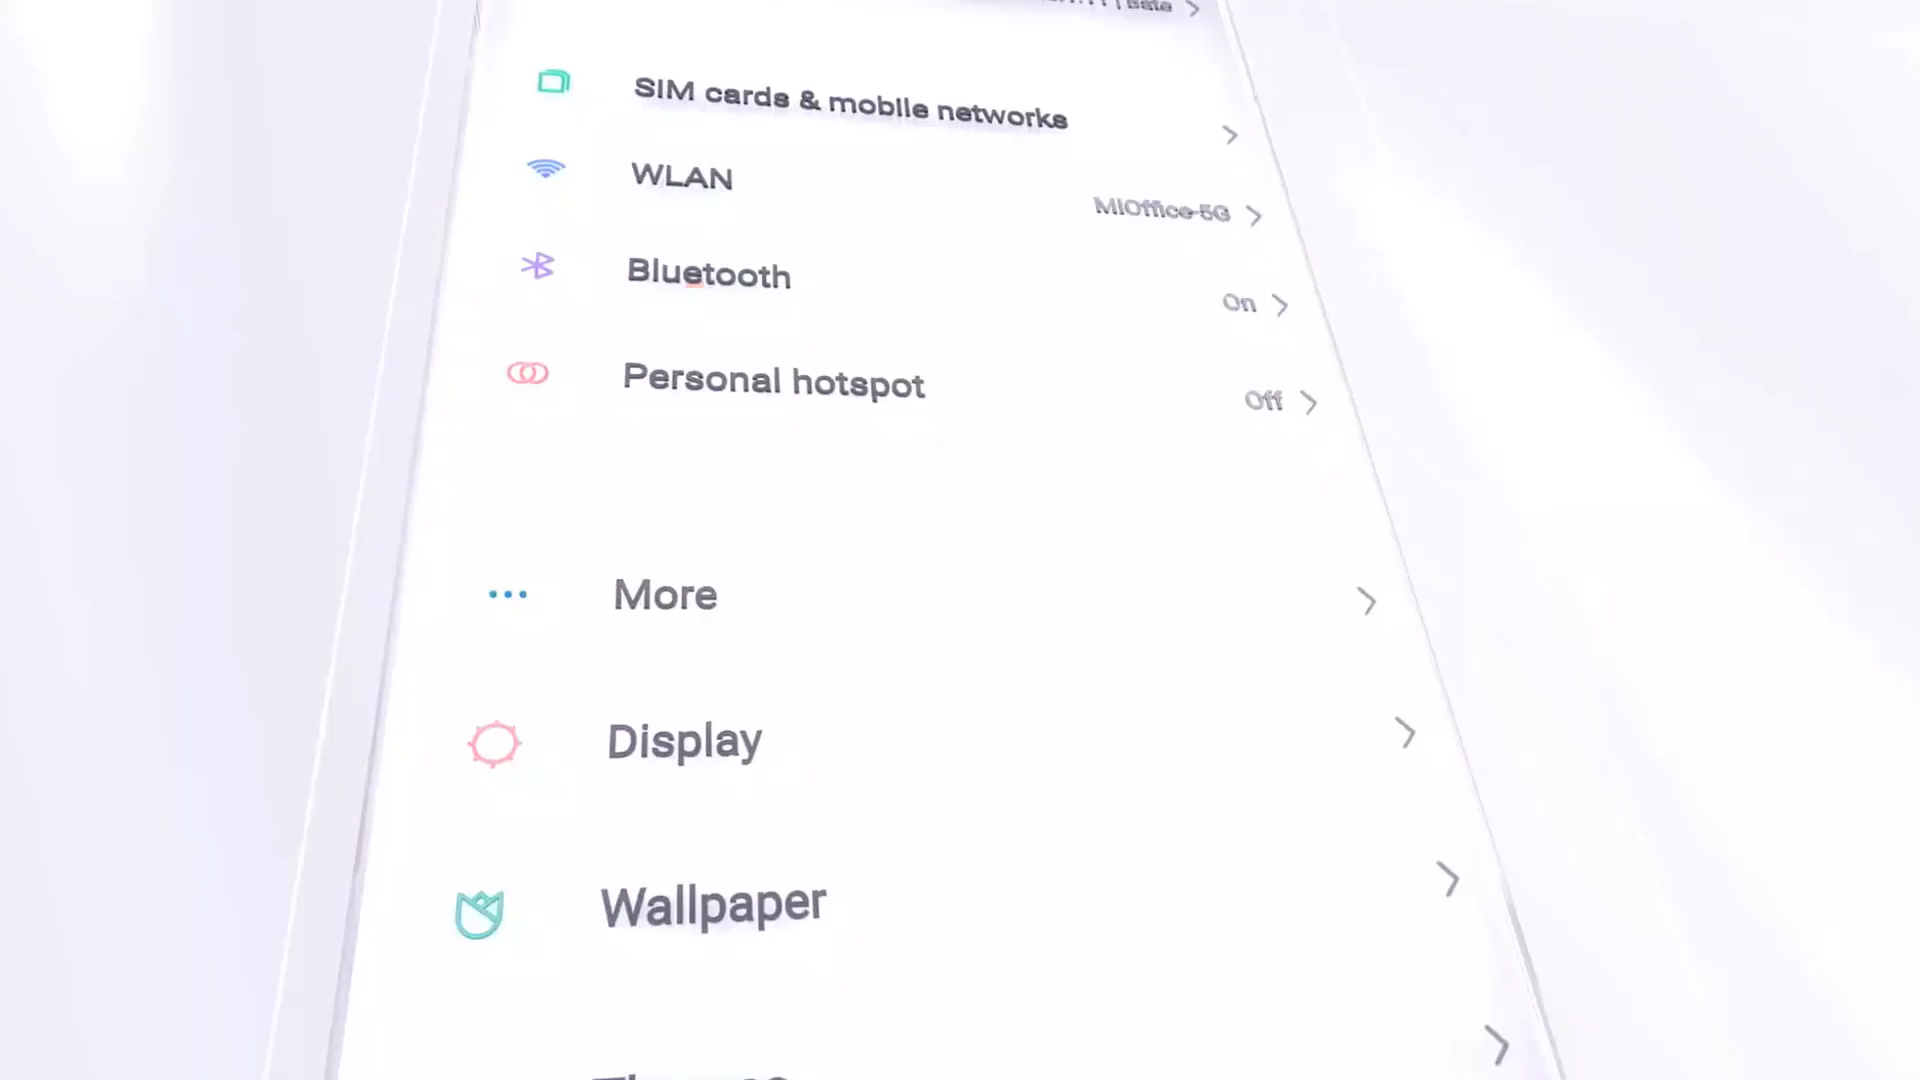 SIM cards & mobile networks
WLAN
MIOffice-5G
Bluetooth
On
Personal hotspot
Off
More
Display
Wallpaper